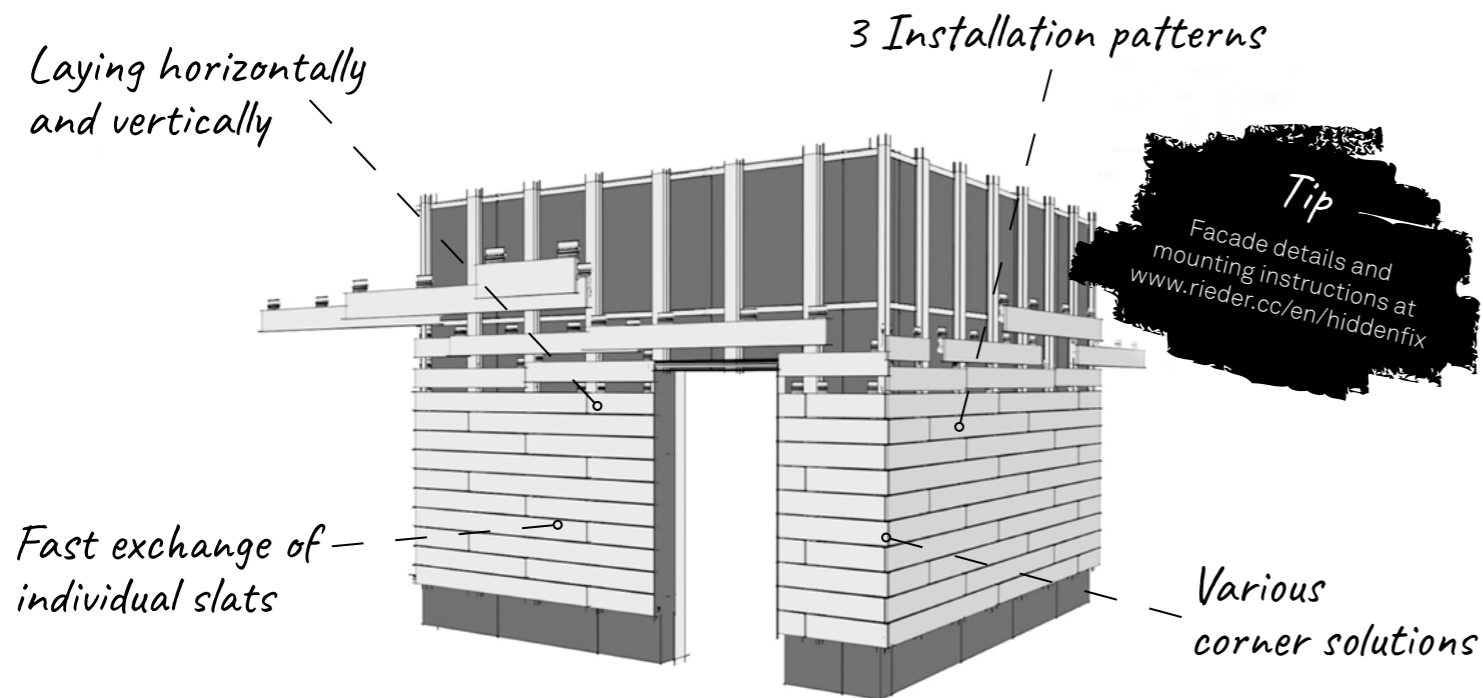 Laying horizontally
and vertically
3 Installation patterns
Tip
Facade details and
mounting instructions at
www.rieder.cc/en/hiddenfix
Fast exchange of
individual slats
Various
corner solutions